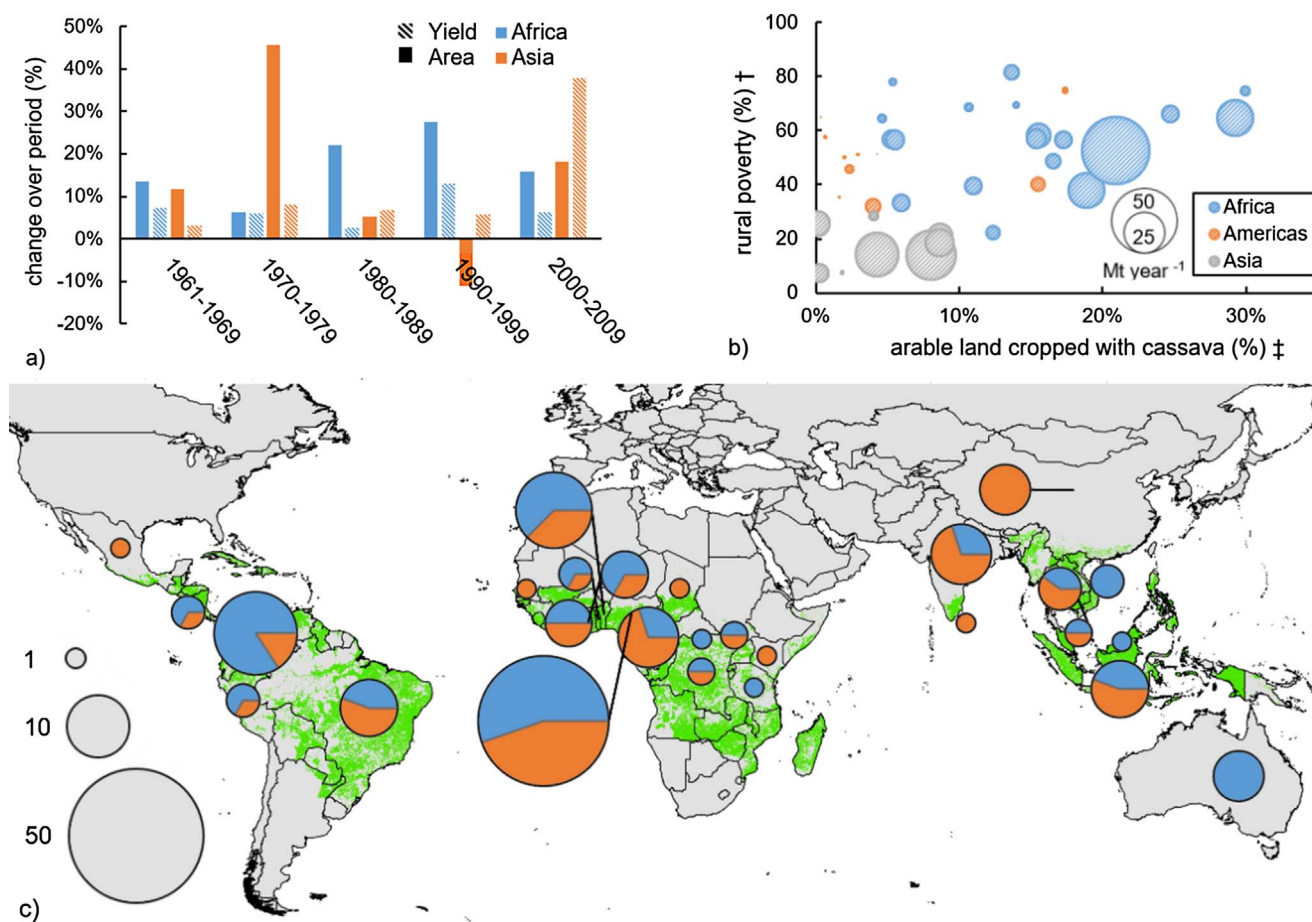 50%
40%
30%
20%
10%
0%
-10%
-20%
change over period (%)
Yield
Africa
Area
Asia
1961-1969
1970-1979
1980-1989
1990-1999
2000-2009
a)
100
80
60
40
20
0
rural poverty (%) †
50
25
Mt year -1
Africa
Americas
Asia
0%
10%
20%
30%
b)
arable land cropped with cassava (%) ‡
1
10
50
c)